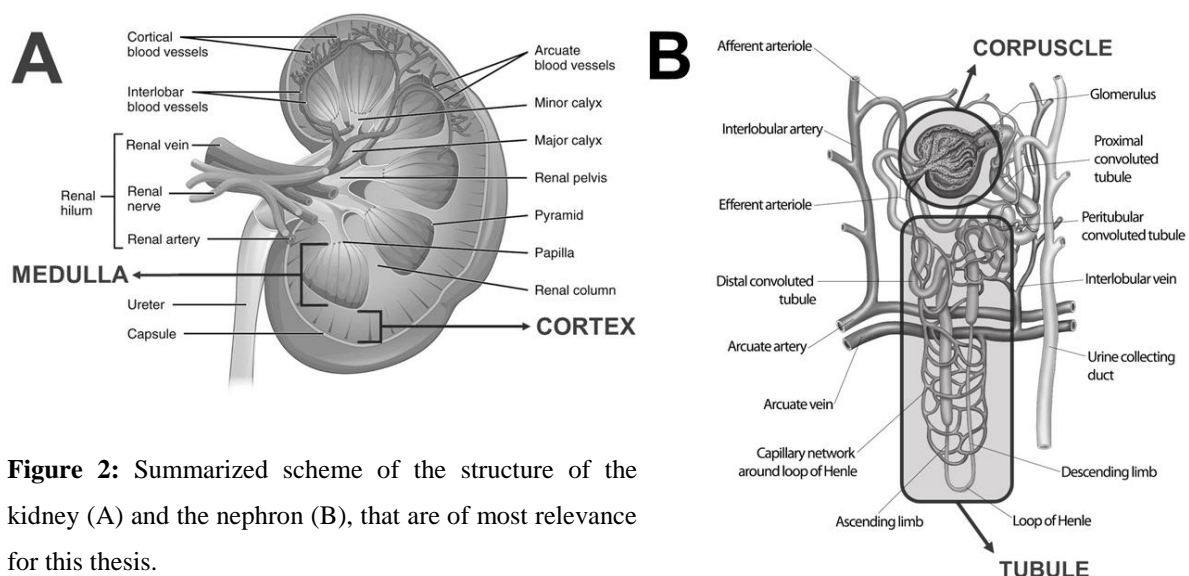 A
Cortical
blood vessels
Interlobar
blood vessels
Renal vein
Renal
hilum
Renal
nerve
Renal artery
MEDULLA
Ureter
Capsule
Arcuate
blood vessels
Minor calyx
Major calyx
Renal pelvis
Pyramid
Papilla
Renal column
CORTEX
B
CORPUSCLE
Afferent arteriole
Interlobular artery
Efferent arteriole
Distal convoluted
tubule
Arcuate artery
Arcuate vein
Capillary network
around loop of Henle
Ascending limb
Glomerulus
Proximal
convoluted
tubule
Peritubular
convoluted tubule
Interlobular vein
Urine collecting
duct
Descending limb
Loop of Henle
TUBULE
Figure 2: Summarized scheme of the structure of the
kidney (A) and the nephron (B), that are of most relevance
for this thesis.